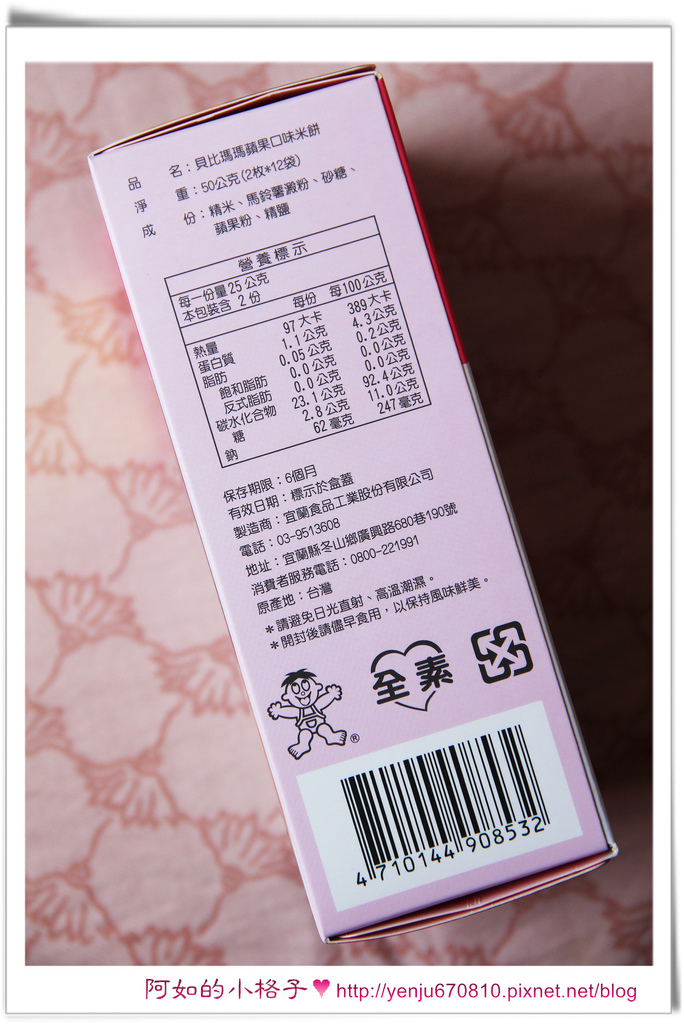 品 名：貝比瑪瑪蘋果口味米餅
淨 重：50公克(2枚*12袋)
成 份：精米、馬鈴薯澱粉、砂糖、
蘋果粉、精鹽
營養標示
每一份量25公克
本包裝含 2 份
每份 每100公克
熱量 97大卡 389大卡
蛋白質 1.1公克 4.3公克
脂肪 0.05公克 0.2公克
飽和脂肪 0.0公克 0.0公克
反式脂肪 0.0公克 0.0公克
碳水化合物 23.1公克 92.4公克
糖 2.8公克 11.0公克
鈉 62毫克 247毫克
保存期限：6個月
有效日期：標示於盒蓋
製造商：宜蘭食品工業股份有限公司
電話：03-9513608
地址：宜蘭縣冬山鄉廣興路680巷190號
消費者服務電話：0800-221991
原產地：台灣
＊請避免日光直射、高溫潮濕。
＊開封後請儘早食用，以保持風味鮮美。
全素
®
4 710144 908532
阿如的小格子♥ http://yenju670810.pixnet.net/blog